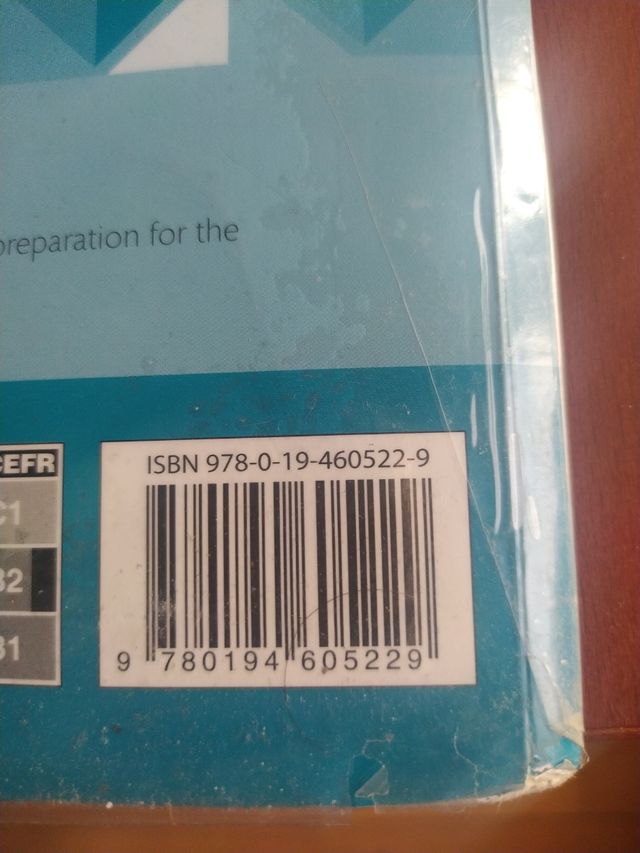 preparation for the
CEFR
C1
B2
B1
ISBN 978-0-19-460522-9
9 780194 605229